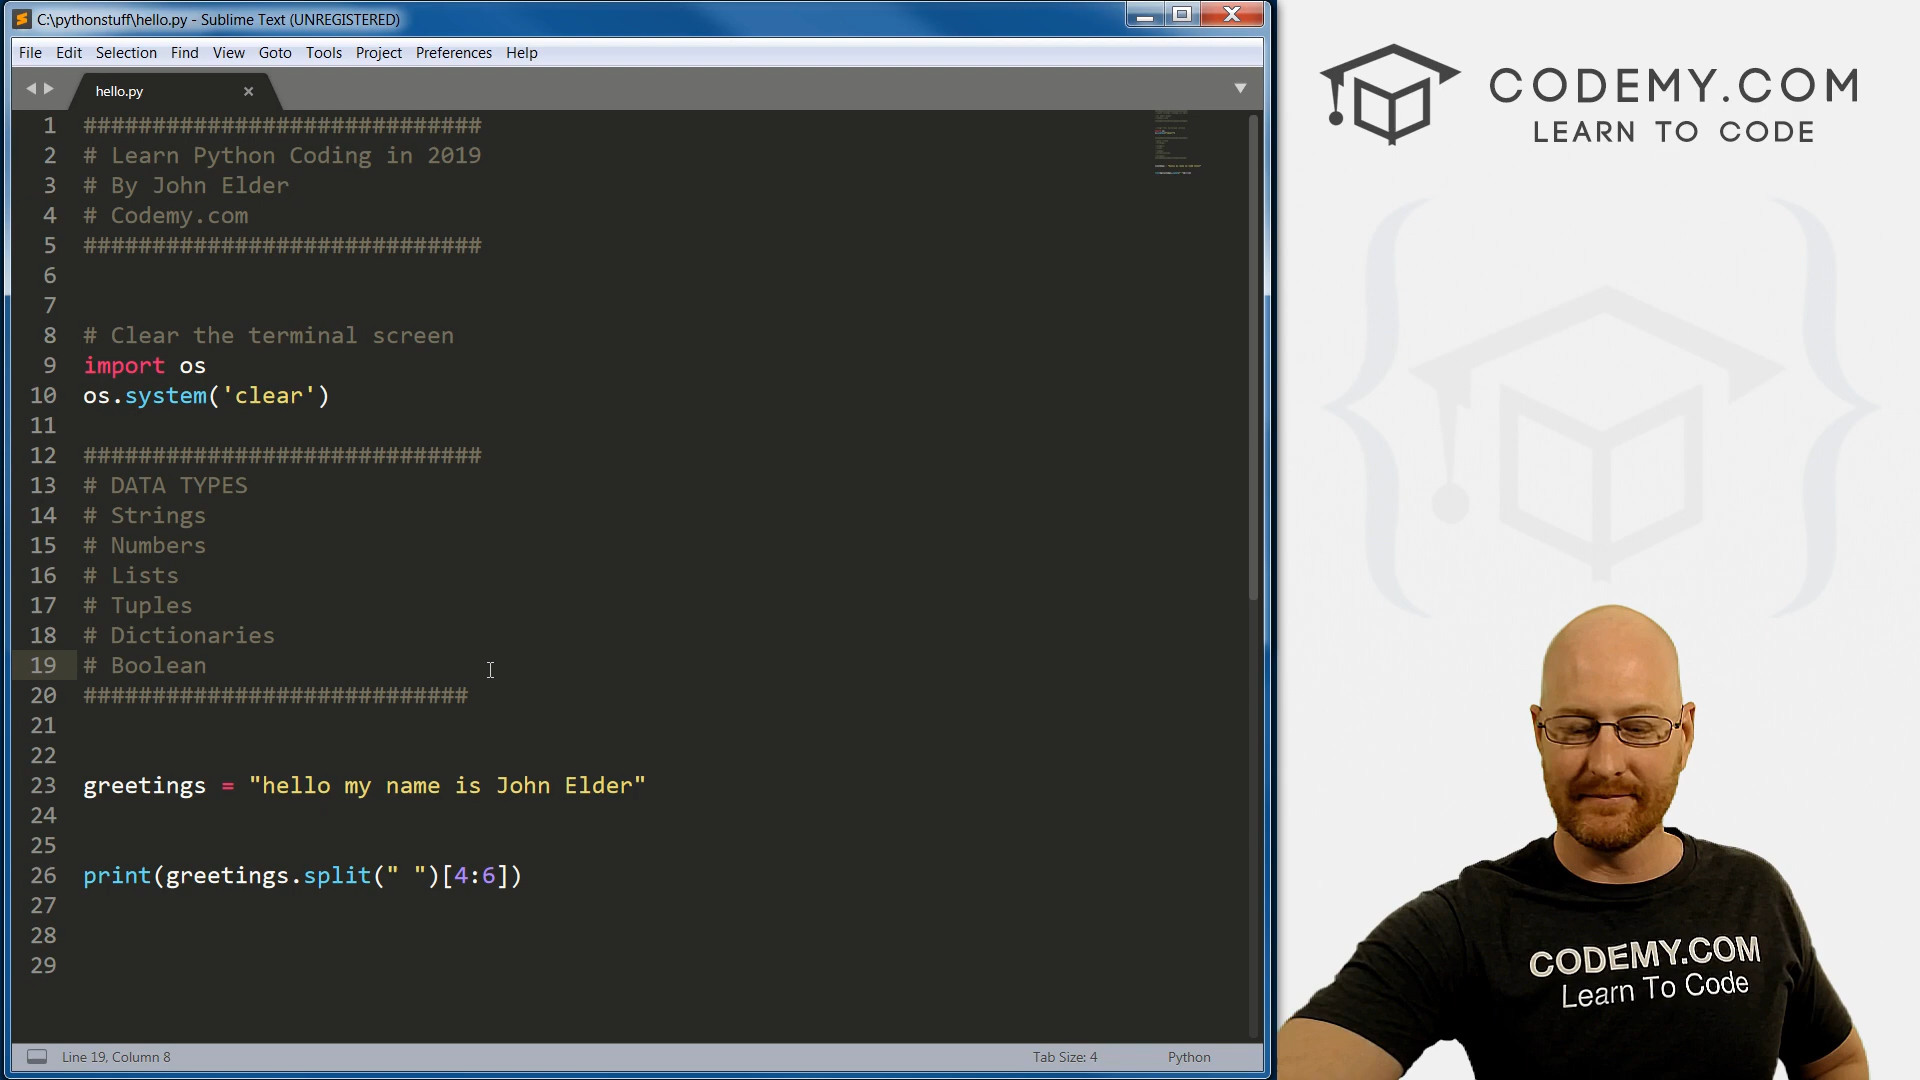 C:\pythonstuff\hello.py - Sublime Text (UNREGISTERED)
File Edit Selection Find View Goto Tools Project Preferences Help
hello.py
1 #############################
2 # Learn Python Coding in 2019
3 # By John Elder
4 # Codemy.com
5 #############################
6
7
8 # Clear the terminal screen
9 import os
10 os.system('clear')
11
12 #############################
13 # DATA TYPES
14 # Strings
15 # Numbers
16 # Lists
17 # Tuples
18 # Dictionaries
19 # Boolean
20 ############################
21
22
23 greetings = "hello my name is John Elder"
24
25
26 print(greetings.split(" ")[4:6])
27
28
29
Line 19, Column 8
Tab Size: 4
Python
CODEMY.COM
LEARN TO CODE
CODEMY.COM
Learn To Code